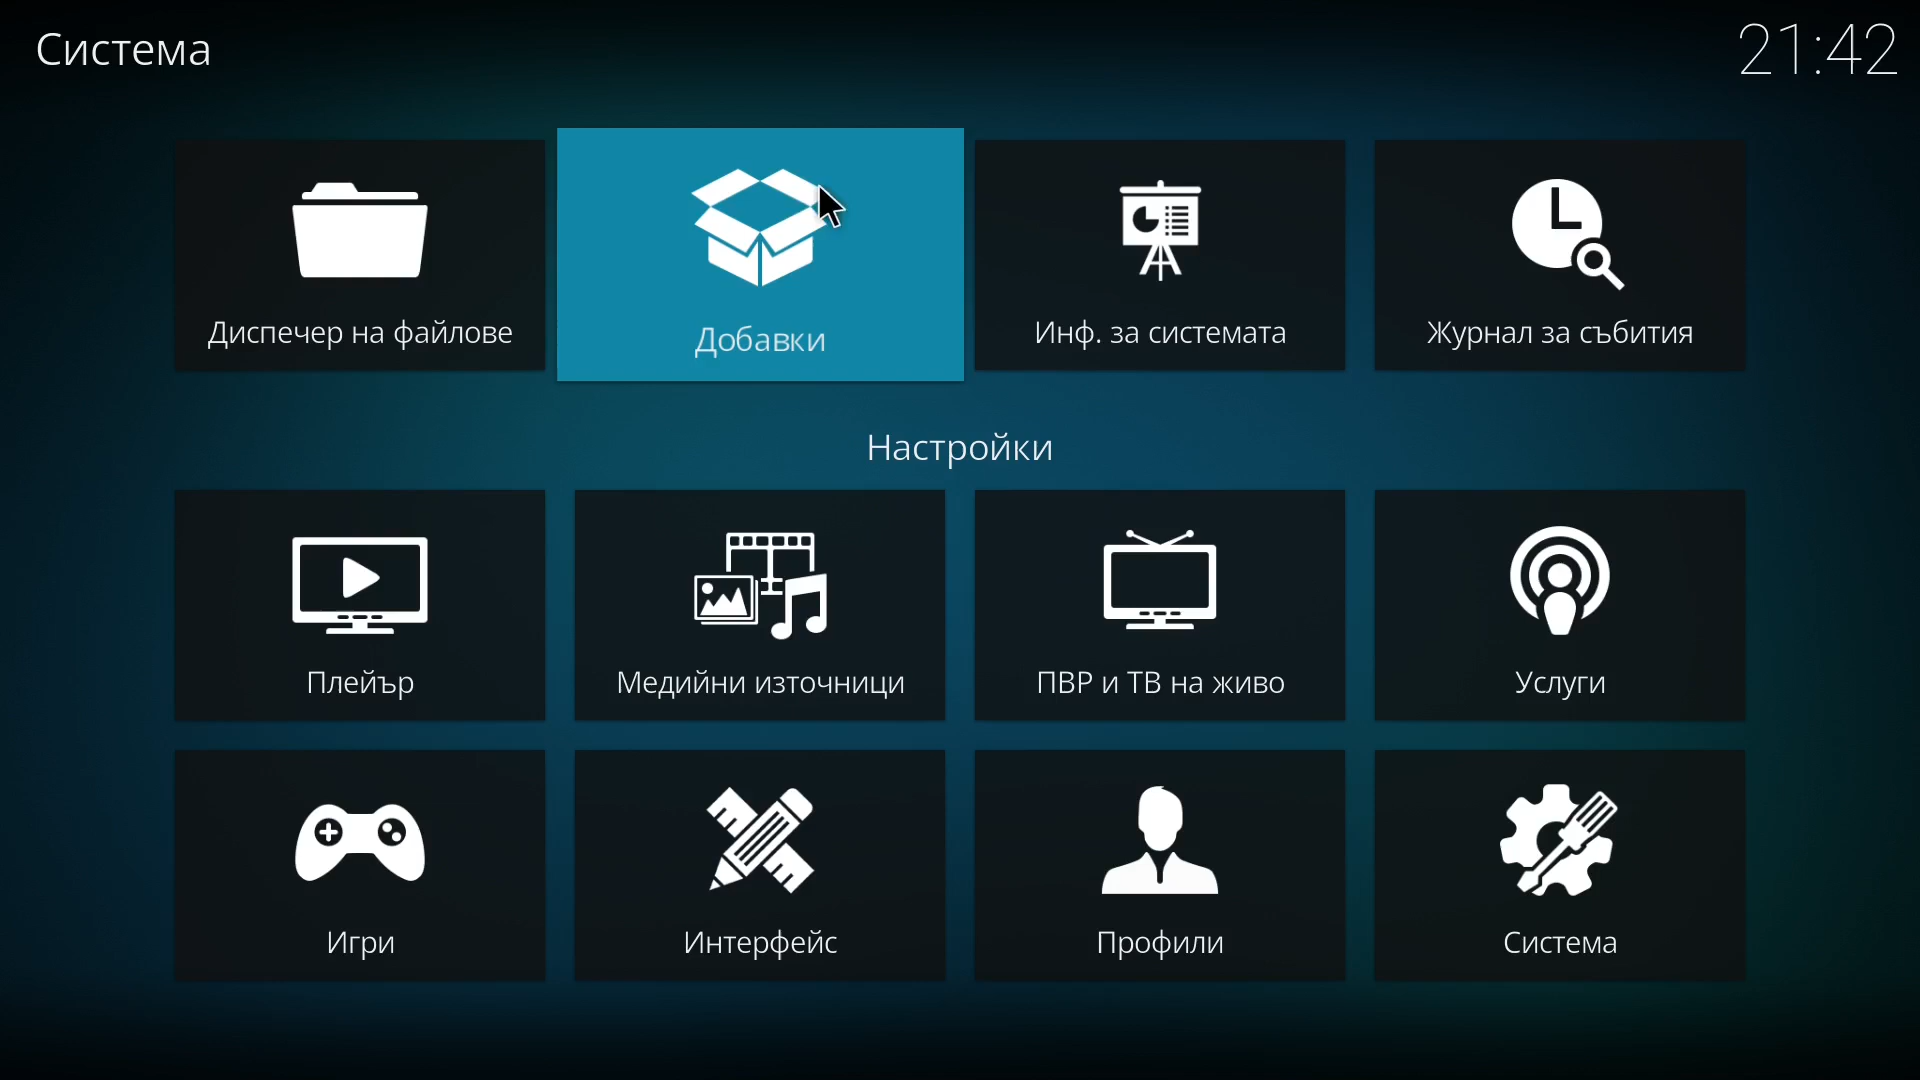 Система
21:42
Диспечер на файлове
Добавки
Инф. за системата
Журнал за събития
Настройки
Плейър
Медийни източници
ПВР и ТВ на живо
Услуги
Игри
Интерфейс
Профили
Система